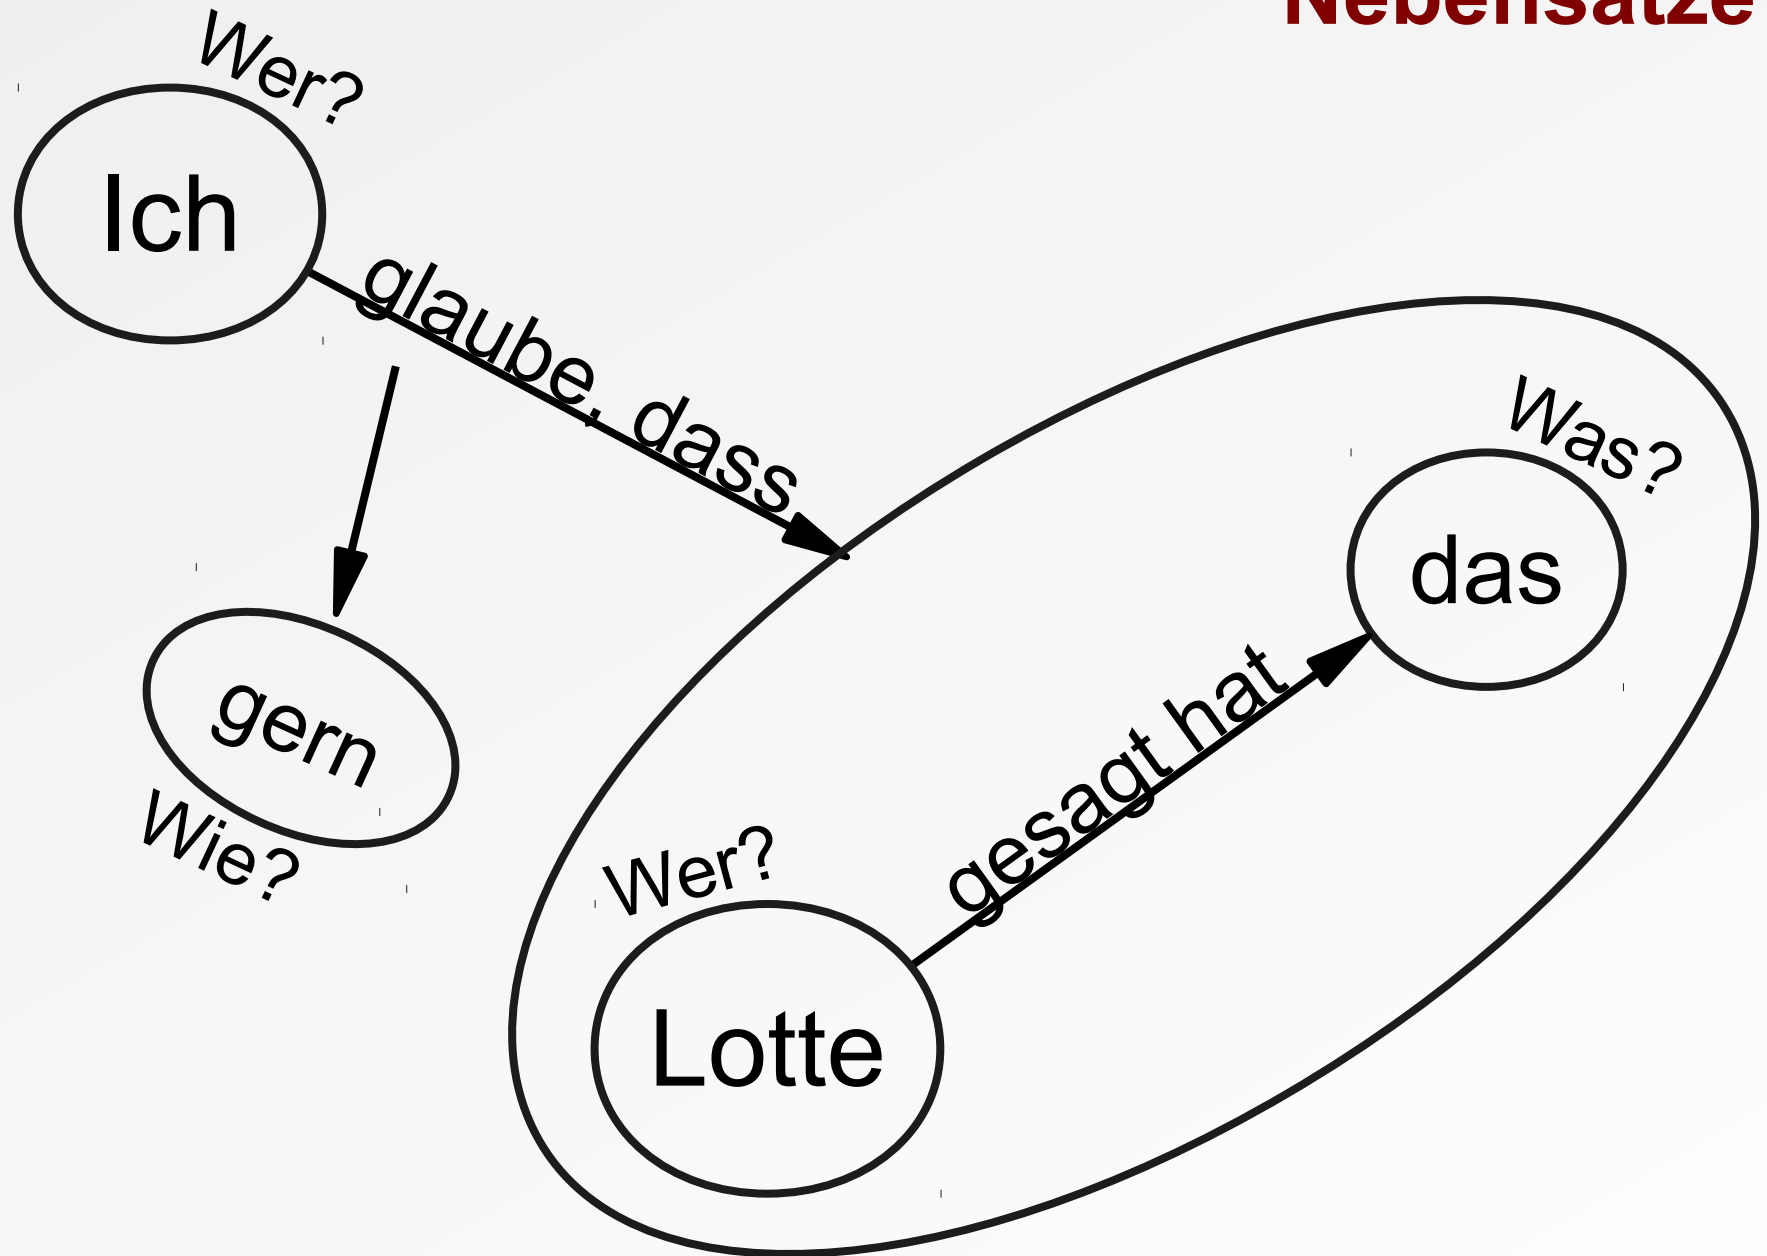 Nebensätze
Wer?
Ich
glaube, dass
gern
Wie?
Was?
das
gesagt hat
Wer?
Lotte